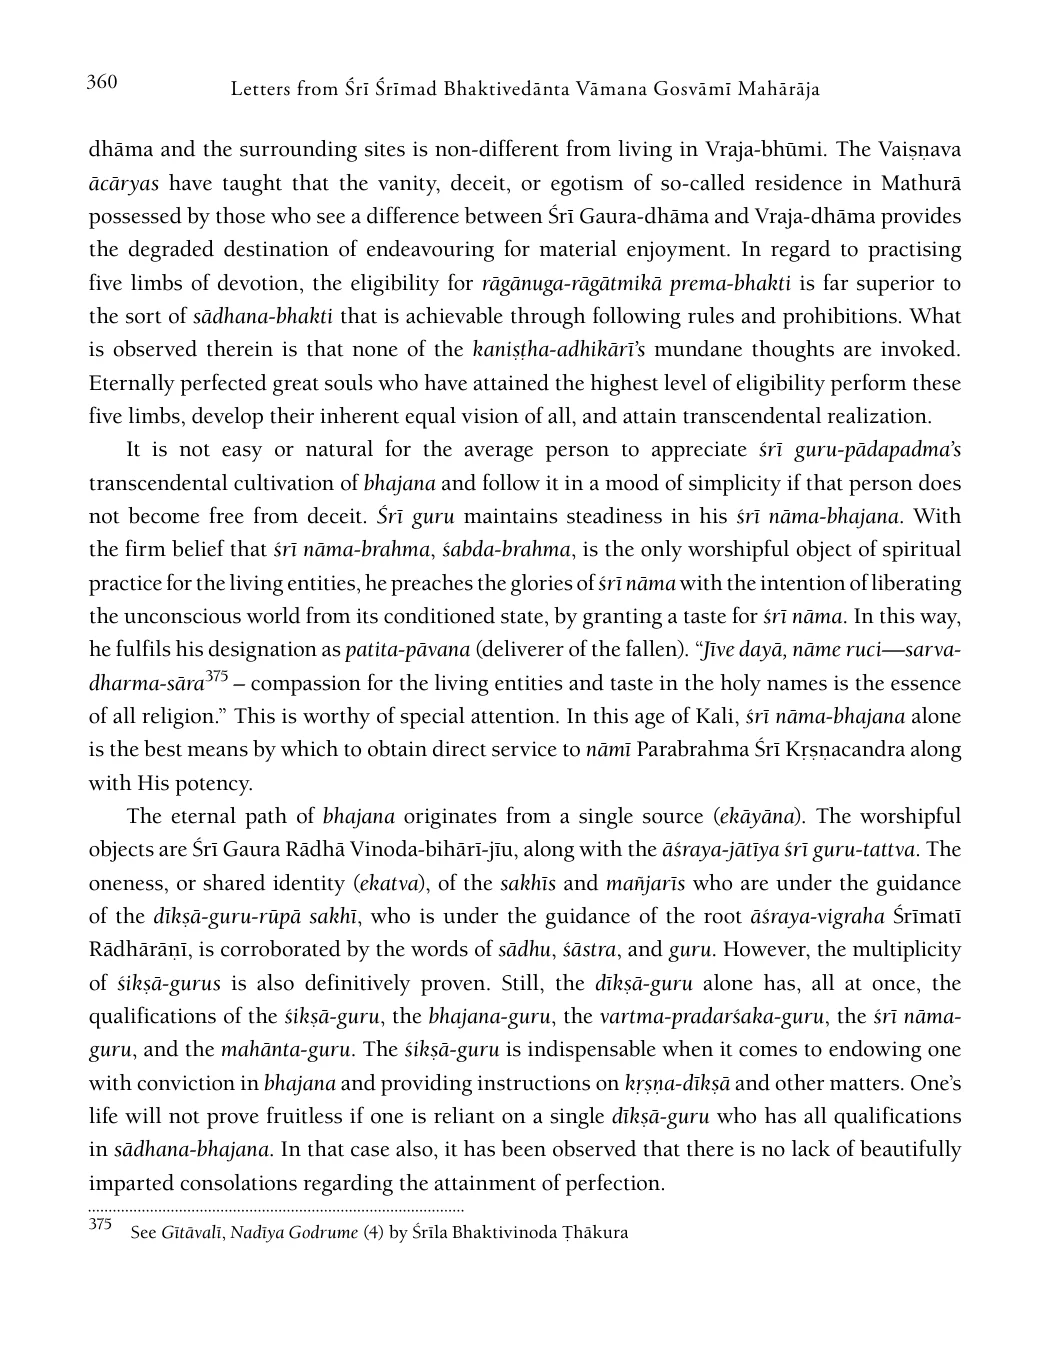 360
Letters from Śrī Śrīmad Bhaktivedānta Vāmana Gosvāmī Mahārāja
dhāma and the surrounding sites is non-different from living in Vraja-bhūmi. The Vaiṣṇava
ācāryas have taught that the vanity, deceit, or egotism of so-called residence in Mathurā
possessed by those who see a difference between Śrī Gaura-dhāma and Vraja-dhāma provides
the degraded destination of endeavouring for material enjoyment. In regard to practising
five limbs of devotion, the eligibility for rāgānuga-rāgātmikā prema-bhakti is far superior to
the sort of sādhana-bhakti that is achievable through following rules and prohibitions. What
is observed therein is that none of the kaniṣṭha-adhikārī’s mundane thoughts are invoked.
Eternally perfected great souls who have attained the highest level of eligibility perform these
five limbs, develop their inherent equal vision of all, and attain transcendental realization.
It is not easy or natural for the average person to appreciate śrī guru-pādapadma’s
transcendental cultivation of bhajana and follow it in a mood of simplicity if that person does
not become free from deceit. Śrī guru maintains steadiness in his śrī nāma-bhajana. With
the firm belief that śrī nāma-brahma, śabda-brahma, is the only worshipful object of spiritual
practice for the living entities, he preaches the glories of śrī nāma with the intention of liberating
the unconscious world from its conditioned state, by granting a taste for śrī nāma. In this way,
he fulfils his designation as patita-pāvana (deliverer of the fallen). “Jīve dayā, nāme ruci—sarva-
dharma-sāra375 – compassion for the living entities and taste in the holy names is the essence
of all religion.” This is worthy of special attention. In this age of Kali, śrī nāma-bhajana alone
is the best means by which to obtain direct service to nāmī Parabrahma Śrī Kṛṣṇacandra along
with His potency.
The eternal path of bhajana originates from a single source (ekāyāna). The worshipful
objects are Śrī Gaura Rādhā Vinoda-bihārī-jīu, along with the āśraya-jātīya śrī guru-tattva. The
oneness, or shared identity (ekatva), of the sakhīs and mañjarīs who are under the guidance
of the dīkṣā-guru-rūpā sakhī, who is under the guidance of the root āśraya-vigraha Śrīmatī
Rādhārāṇī, is corroborated by the words of sādhu, śāstra, and guru. However, the multiplicity
of śikṣā-gurus is also definitively proven. Still, the dīkṣā-guru alone has, all at once, the
qualifications of the śikṣā-guru, the bhajana-guru, the vartma-pradarśaka-guru, the śrī nāma-
guru, and the mahānta-guru. The śikṣā-guru is indispensable when it comes to endowing one
with conviction in bhajana and providing instructions on kṛṣṇa-dīkṣā and other matters. One’s
life will not prove fruitless if one is reliant on a single dīkṣā-guru who has all qualifications
in sādhana-bhajana. In that case also, it has been observed that there is no lack of beautifully
imparted consolations regarding the attainment of perfection.
375 See Gītāvalī, Nadīya Godrume (4) by Śrīla Bhaktivinoda Ṭhākura